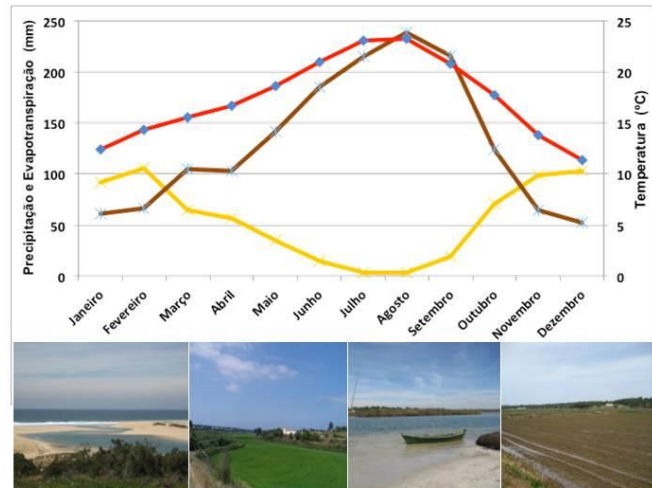 Precipitação e Evapotranspiração (mm)
250
200
150
100
50
0
25
20
15
10
5
0
Temperatura (°C)
Janeiro
Fevereiro
Março
Abril
Maio
Junho
Julho
Agosto
Setembro
Outubro
Novembro
Dezembro